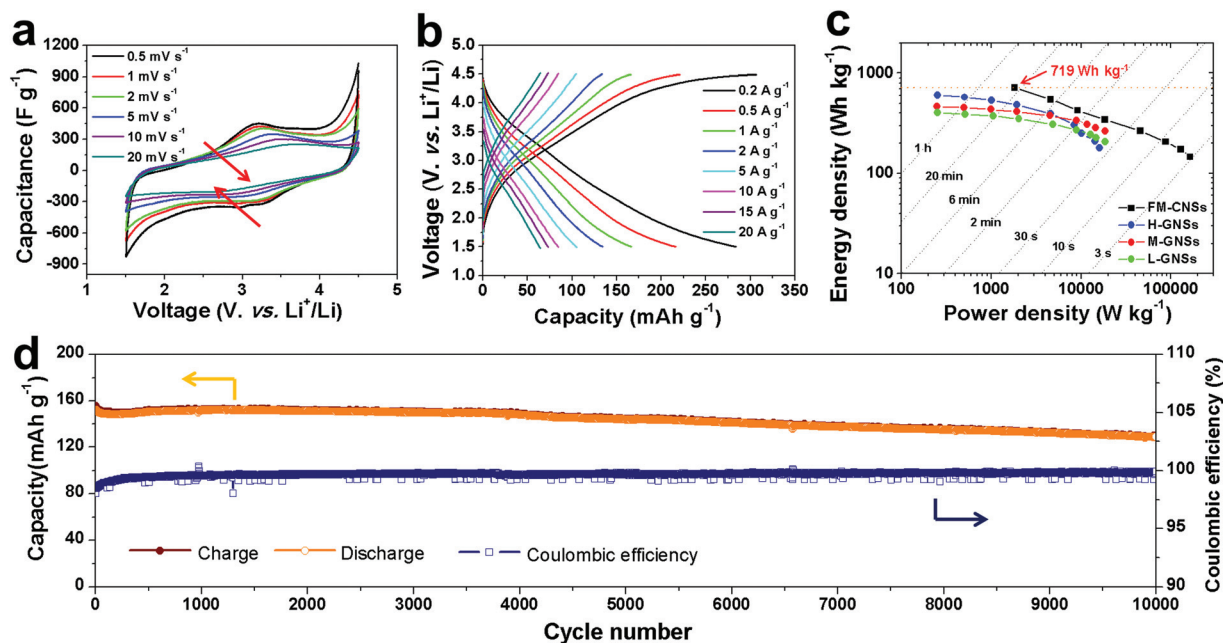 a
1200
900
600
300
0
-300
-600
-900
Capacitance (F g⁻¹)
0.5 mV s⁻¹
1 mV s⁻¹
2 mV s⁻¹
5 mV s⁻¹
10 mV s⁻¹
20 mV s⁻¹
1 2 3 4 5
Voltage (V. vs. Li⁺/Li)
b
5.0
4.5
4.0
3.5
3.0
2.5
2.0
1.5
1.0
Voltage (V. vs. Li⁺/Li)
0.2 A g⁻¹
0.5 A g⁻¹
1 A g⁻¹
2 A g⁻¹
5 A g⁻¹
10 A g⁻¹
15 A g⁻¹
20 A g⁻¹
0 50 100 150 200 250 300 350
Capacity (mAh g⁻¹)
c
1000
100
10
Energy density (Wh kg⁻¹)
719 Wh kg⁻¹
1 h
20 min
6 min
2 min
30 s
10 s
3 s
FM-CNSs
H-GNSs
M-GNSs
L-GNSs
100 1000 10000 100000
Power density (W kg⁻¹)
d
200
160
120
80
40
0
Capacity(mAh g⁻¹)
Charge
Discharge
Coulombic efficiency
110
105
100
95
90
Coulombic efficiency (%)
0 1000 2000 3000 4000 5000 6000 7000 8000 9000 10000
Cycle number